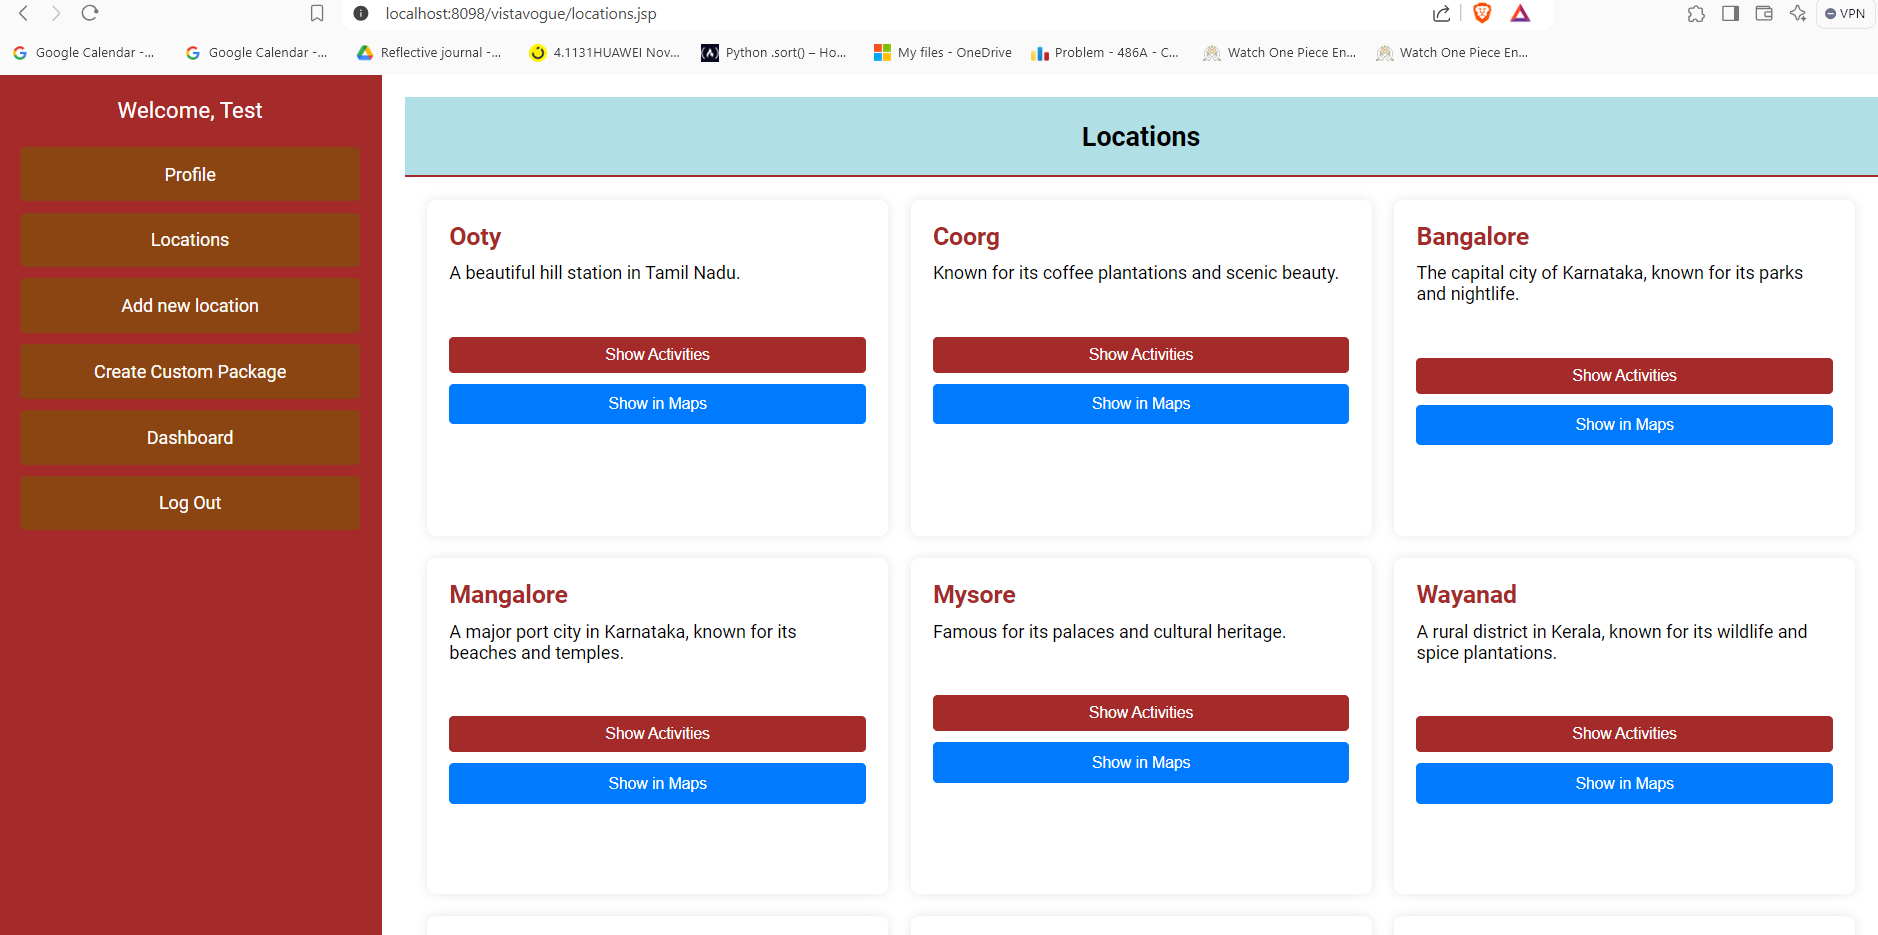 localhost:8098/vistavogue/locations.jsp
VPN
Google Calendar -...
Google Calendar -...
Reflective journal -...
4.1131HUAWEI Nov...
Python .sort() – Ho...
My files - OneDrive
Problem - 486A - C...
Watch One Piece En...
Watch One Piece En...
Welcome, Test
Profile
Locations
Add new location
Create Custom Package
Dashboard
Log Out
Locations
Ooty
A beautiful hill station in Tamil Nadu.
Show Activities
Show in Maps
Coorg
Known for its coffee plantations and scenic beauty.
Show Activities
Show in Maps
Bangalore
The capital city of Karnataka, known for its parks
and nightlife.
Show Activities
Show in Maps
Mangalore
A major port city in Karnataka, known for its
beaches and temples.
Show Activities
Show in Maps
Mysore
Famous for its palaces and cultural heritage.
Show Activities
Show in Maps
Wayanad
A rural district in Kerala, known for its wildlife and
spice plantations.
Show Activities
Show in Maps